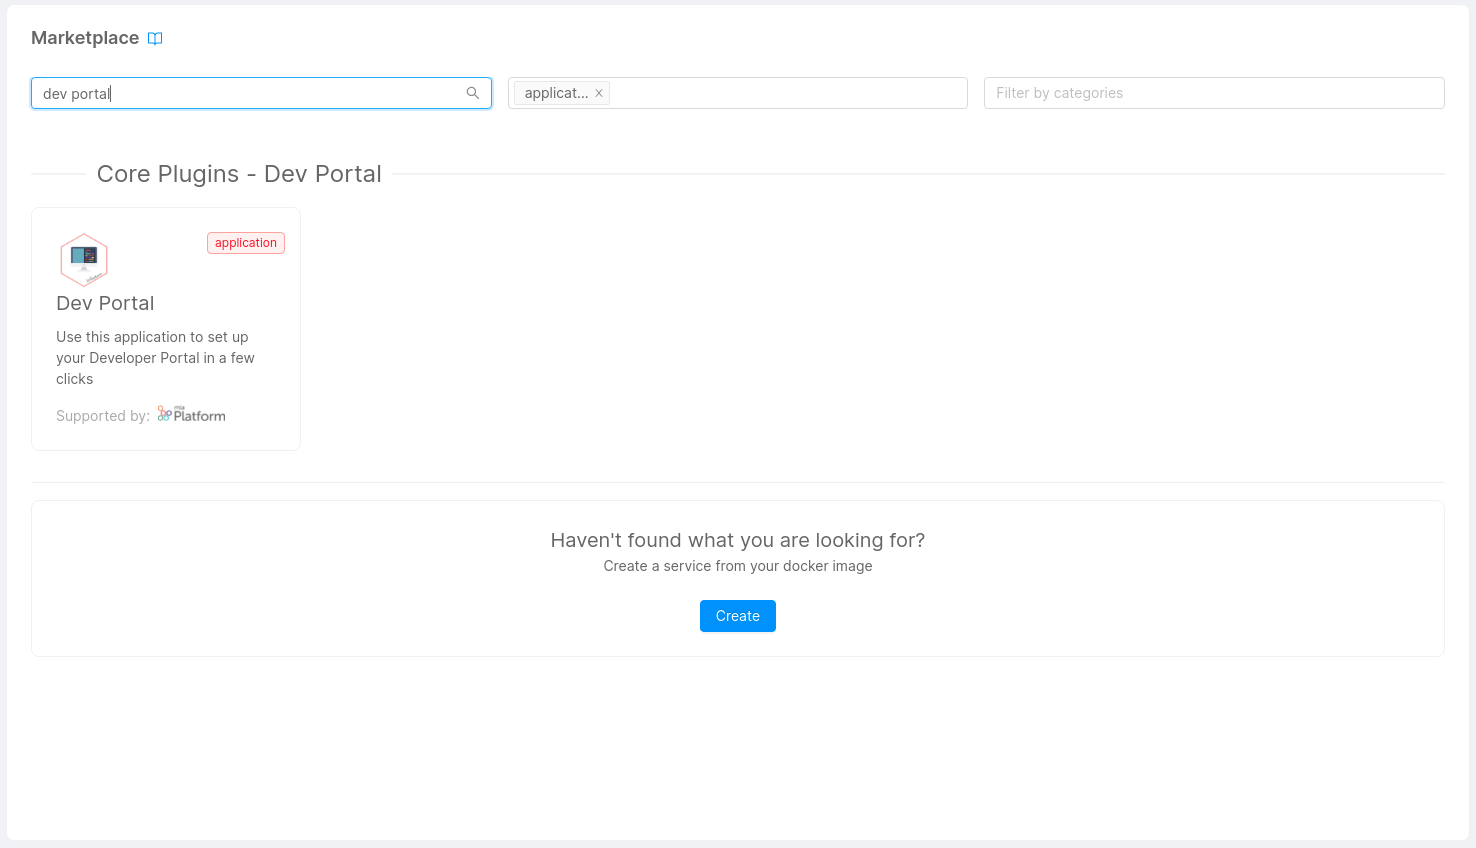 Marketplace
dev portal
applicat...
Filter by categories
Core Plugins - Dev Portal
application
Dev Portal
Use this application to set up
your Developer Portal in a few
clicks
Supported by: mia Platform
Haven't found what you are looking for?
Create a service from your docker image
Create